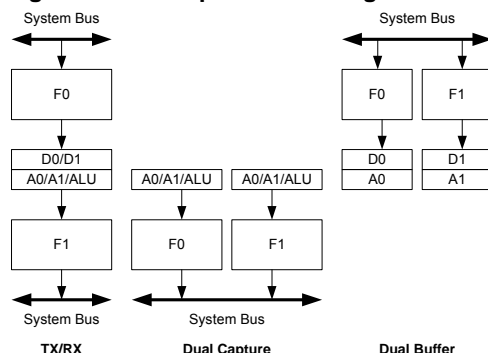 System Bus
System Bus
F0
F0
F1
D0/D1
A0/A1/ALU
A0/A1/ALU
A0/A1/ALU
D0
A0
D1
A1
F1
F0
F1
System Bus
System Bus
TX/RX
Dual Capture
Dual Buffer